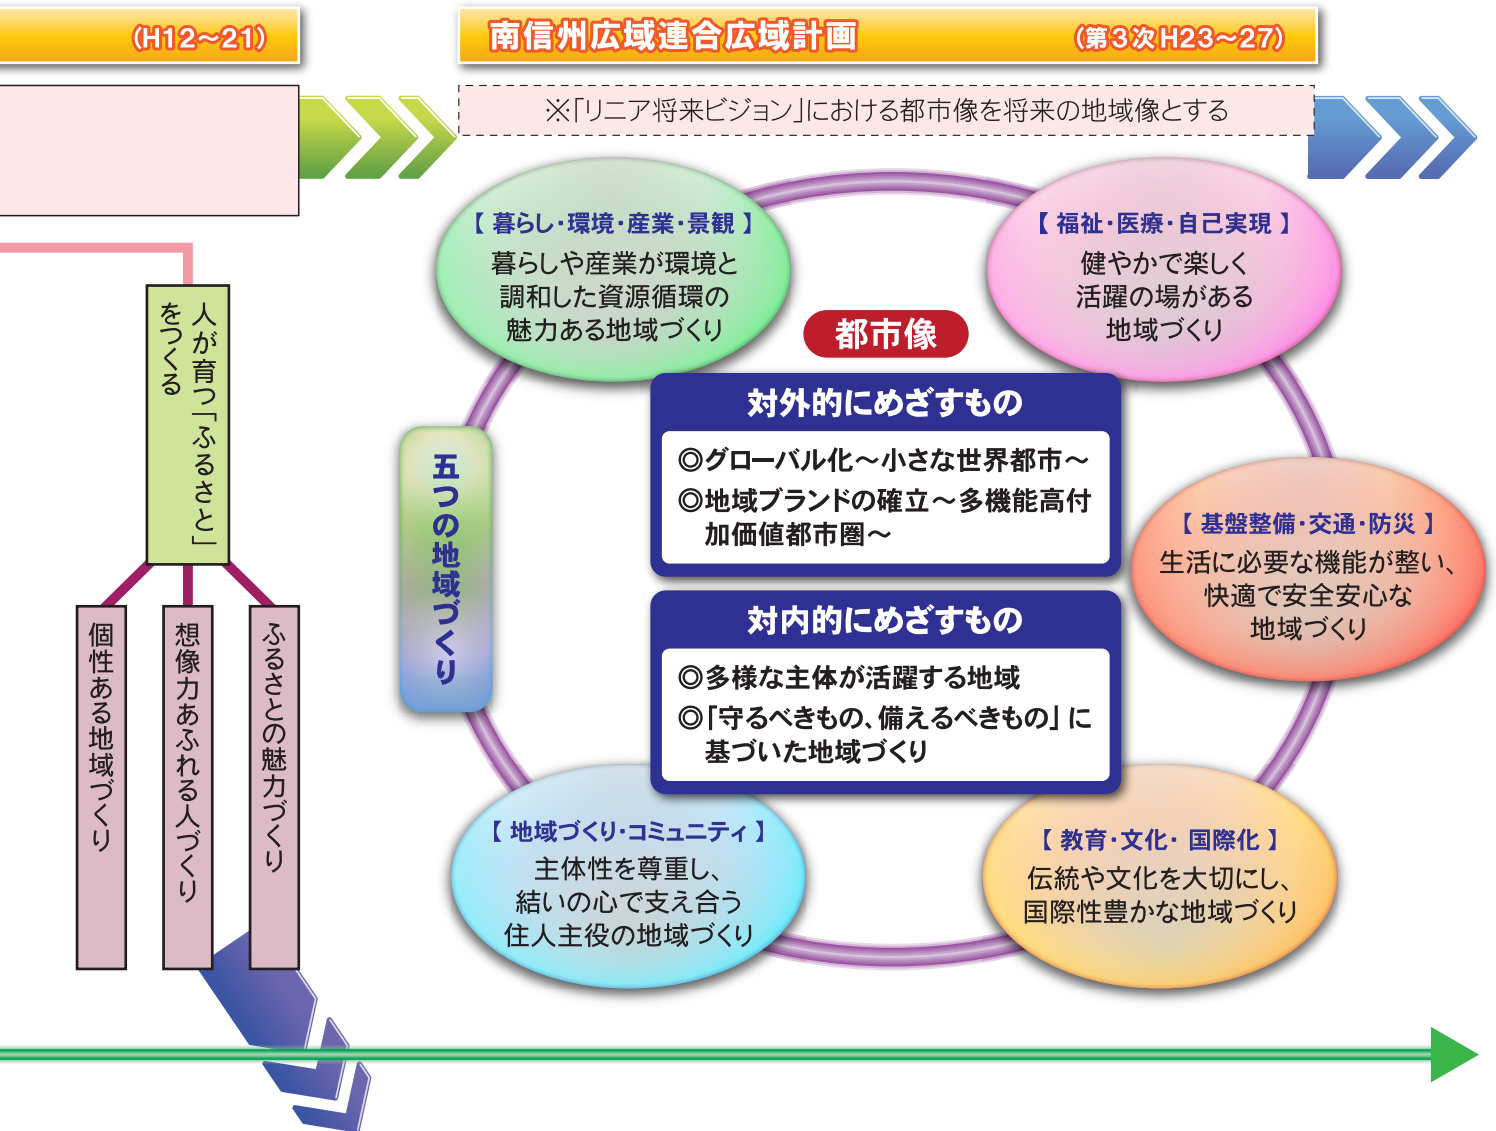 (H12～21)
南信州広域連合広域計画 (第3次H23～27)
※「リニア将来ビジョン」における都市像を将来の地域像とする
人が育つ「ふるさと」
をつくる
ふるさとの魅力づくり
想像力あふれる人づくり
個性ある地域づくり
五つの地域づくり
【 暮らし・環境・産業・景観 】
暮らしや産業が環境と
調和した資源循環の
魅力ある地域づくり
【 福祉・医療・自己実現 】
健やかで楽しく
活躍の場がある
地域づくり
都市像
対外的にめざすもの
◎グローバル化～小さな世界都市～
◎地域ブランドの確立～多機能高付
加価値都市圏～
対内的にめざすもの
◎多様な主体が活躍する地域
◎「守るべきもの、備えるべきもの」に
基づいた地域づくり
【 基盤整備・交通・防災 】
生活に必要な機能が整い、
快適で安全安心な
地域づくり
【 地域づくり・コミュニティ 】
主体性を尊重し、
結いの心で支え合う
住人主役の地域づくり
【 教育・文化・ 国際化 】
伝統や文化を大切にし、
国際性豊かな地域づくり